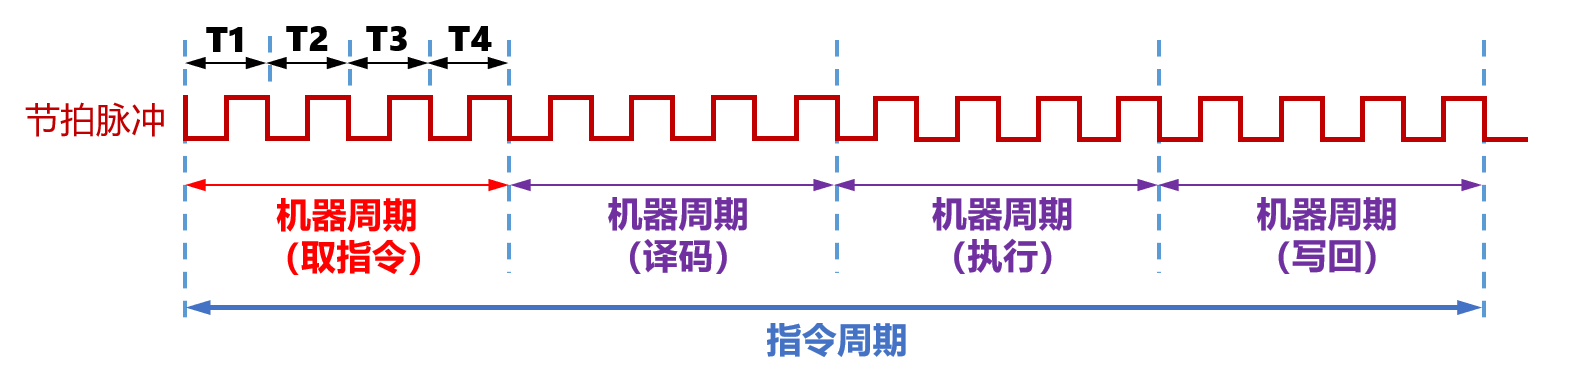 T1 T2 T3 T4
节拍脉冲
机器周期
（取指令）
机器周期
（译码）
机器周期
（执行）
机器周期
（写回）
指令周期